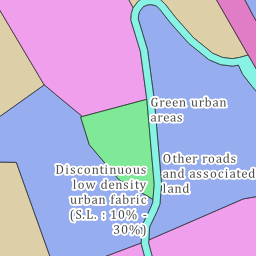 Green urban
areas
Other roads
and associated
land
Discontinuous
low density
urban fabric
(S.L. : 10% -
30%)